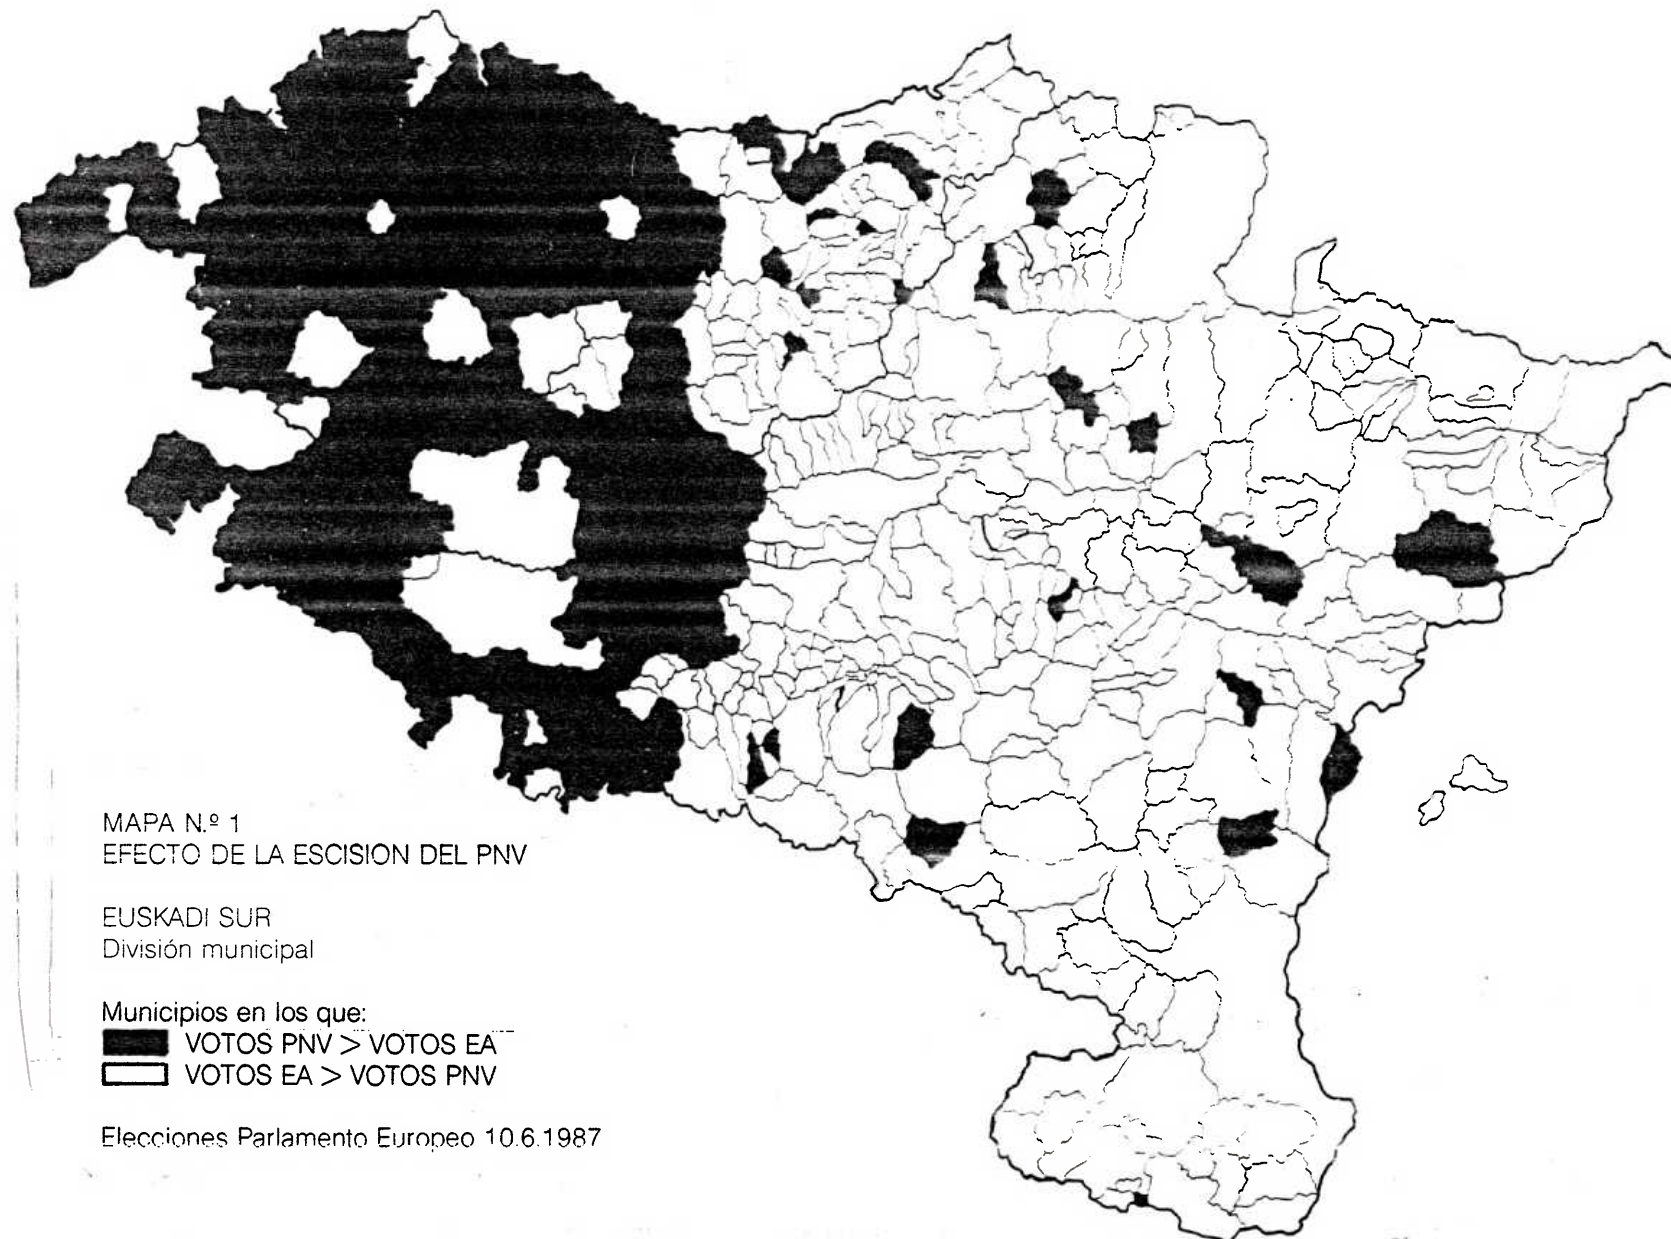 MAPA N.º 1
EFECTO DE LA ESCISION DEL PNV
EUSKADI SUR
División municipal
Municipios en los que:
VOTOS PNV > VOTOS EA
VOTOS EA > VOTOS PNV
Elecciones Parlamento Europeo 10.6.1987